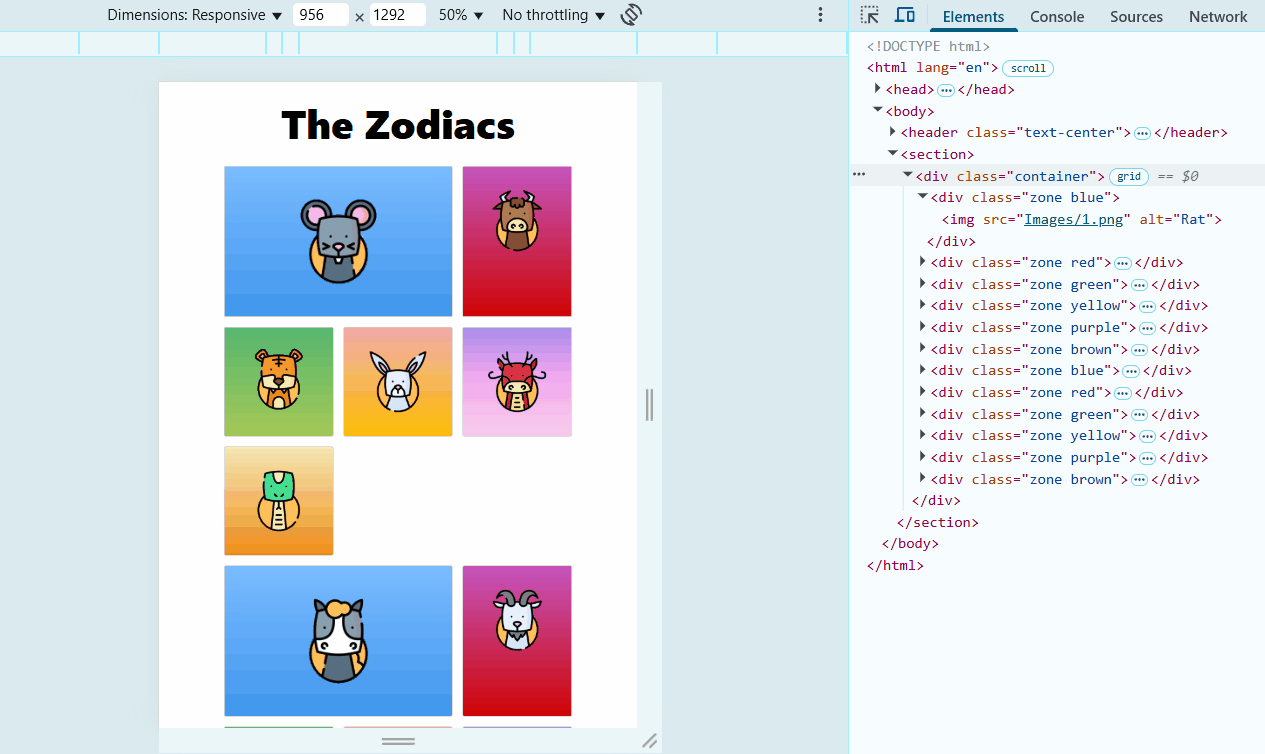 Dimensions: Responsive ▼ 956 × 1292 50% ▼ No throttling ▼
Elements Console Sources Network
The Zodiacs
<!DOCTYPE html>
<html lang="en"> scroll
▶ <head> ⋯ </head>
▼ <body>
▶ <header class="text-center"> ⋯ </header>
▼ <section>
⋯ ▼ <div class="container"> grid == $0
▼ <div class="zone blue">
<img src="Images/1.png" alt="Rat">
</div>
▶ <div class="zone red"> ⋯ </div>
▶ <div class="zone green"> ⋯ </div>
▶ <div class="zone yellow"> ⋯ </div>
▶ <div class="zone purple"> ⋯ </div>
▶ <div class="zone brown"> ⋯ </div>
▶ <div class="zone blue"> ⋯ </div>
▶ <div class="zone red"> ⋯ </div>
▶ <div class="zone green"> ⋯ </div>
▶ <div class="zone yellow"> ⋯ </div>
▶ <div class="zone purple"> ⋯ </div>
▶ <div class="zone brown"> ⋯ </div>
</div>
</section>
</body>
</html>